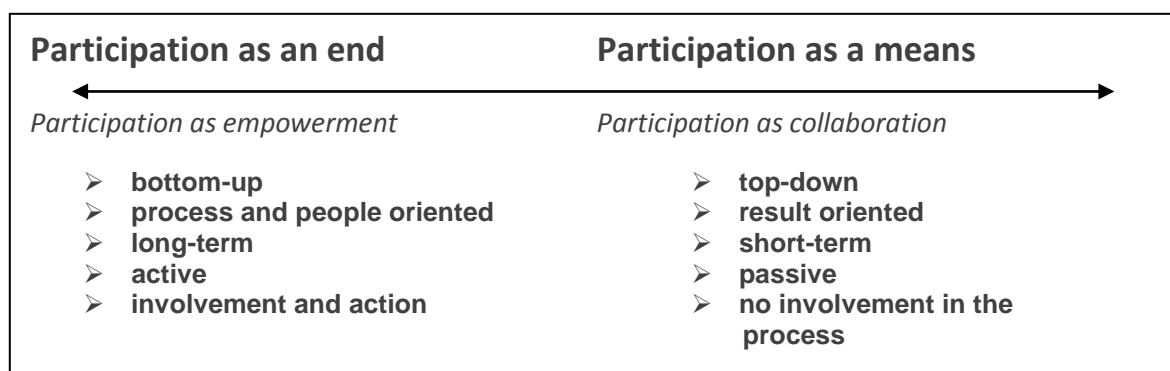 Participation as an end
Participation as empowerment
➢ bottom-up
➢ process and people oriented
➢ long-term
➢ active
➢ involvement and action
Participation as a means
Participation as collaboration
➢ top-down
➢ result oriented
➢ short-term
➢ passive
➢ no involvement in the
process